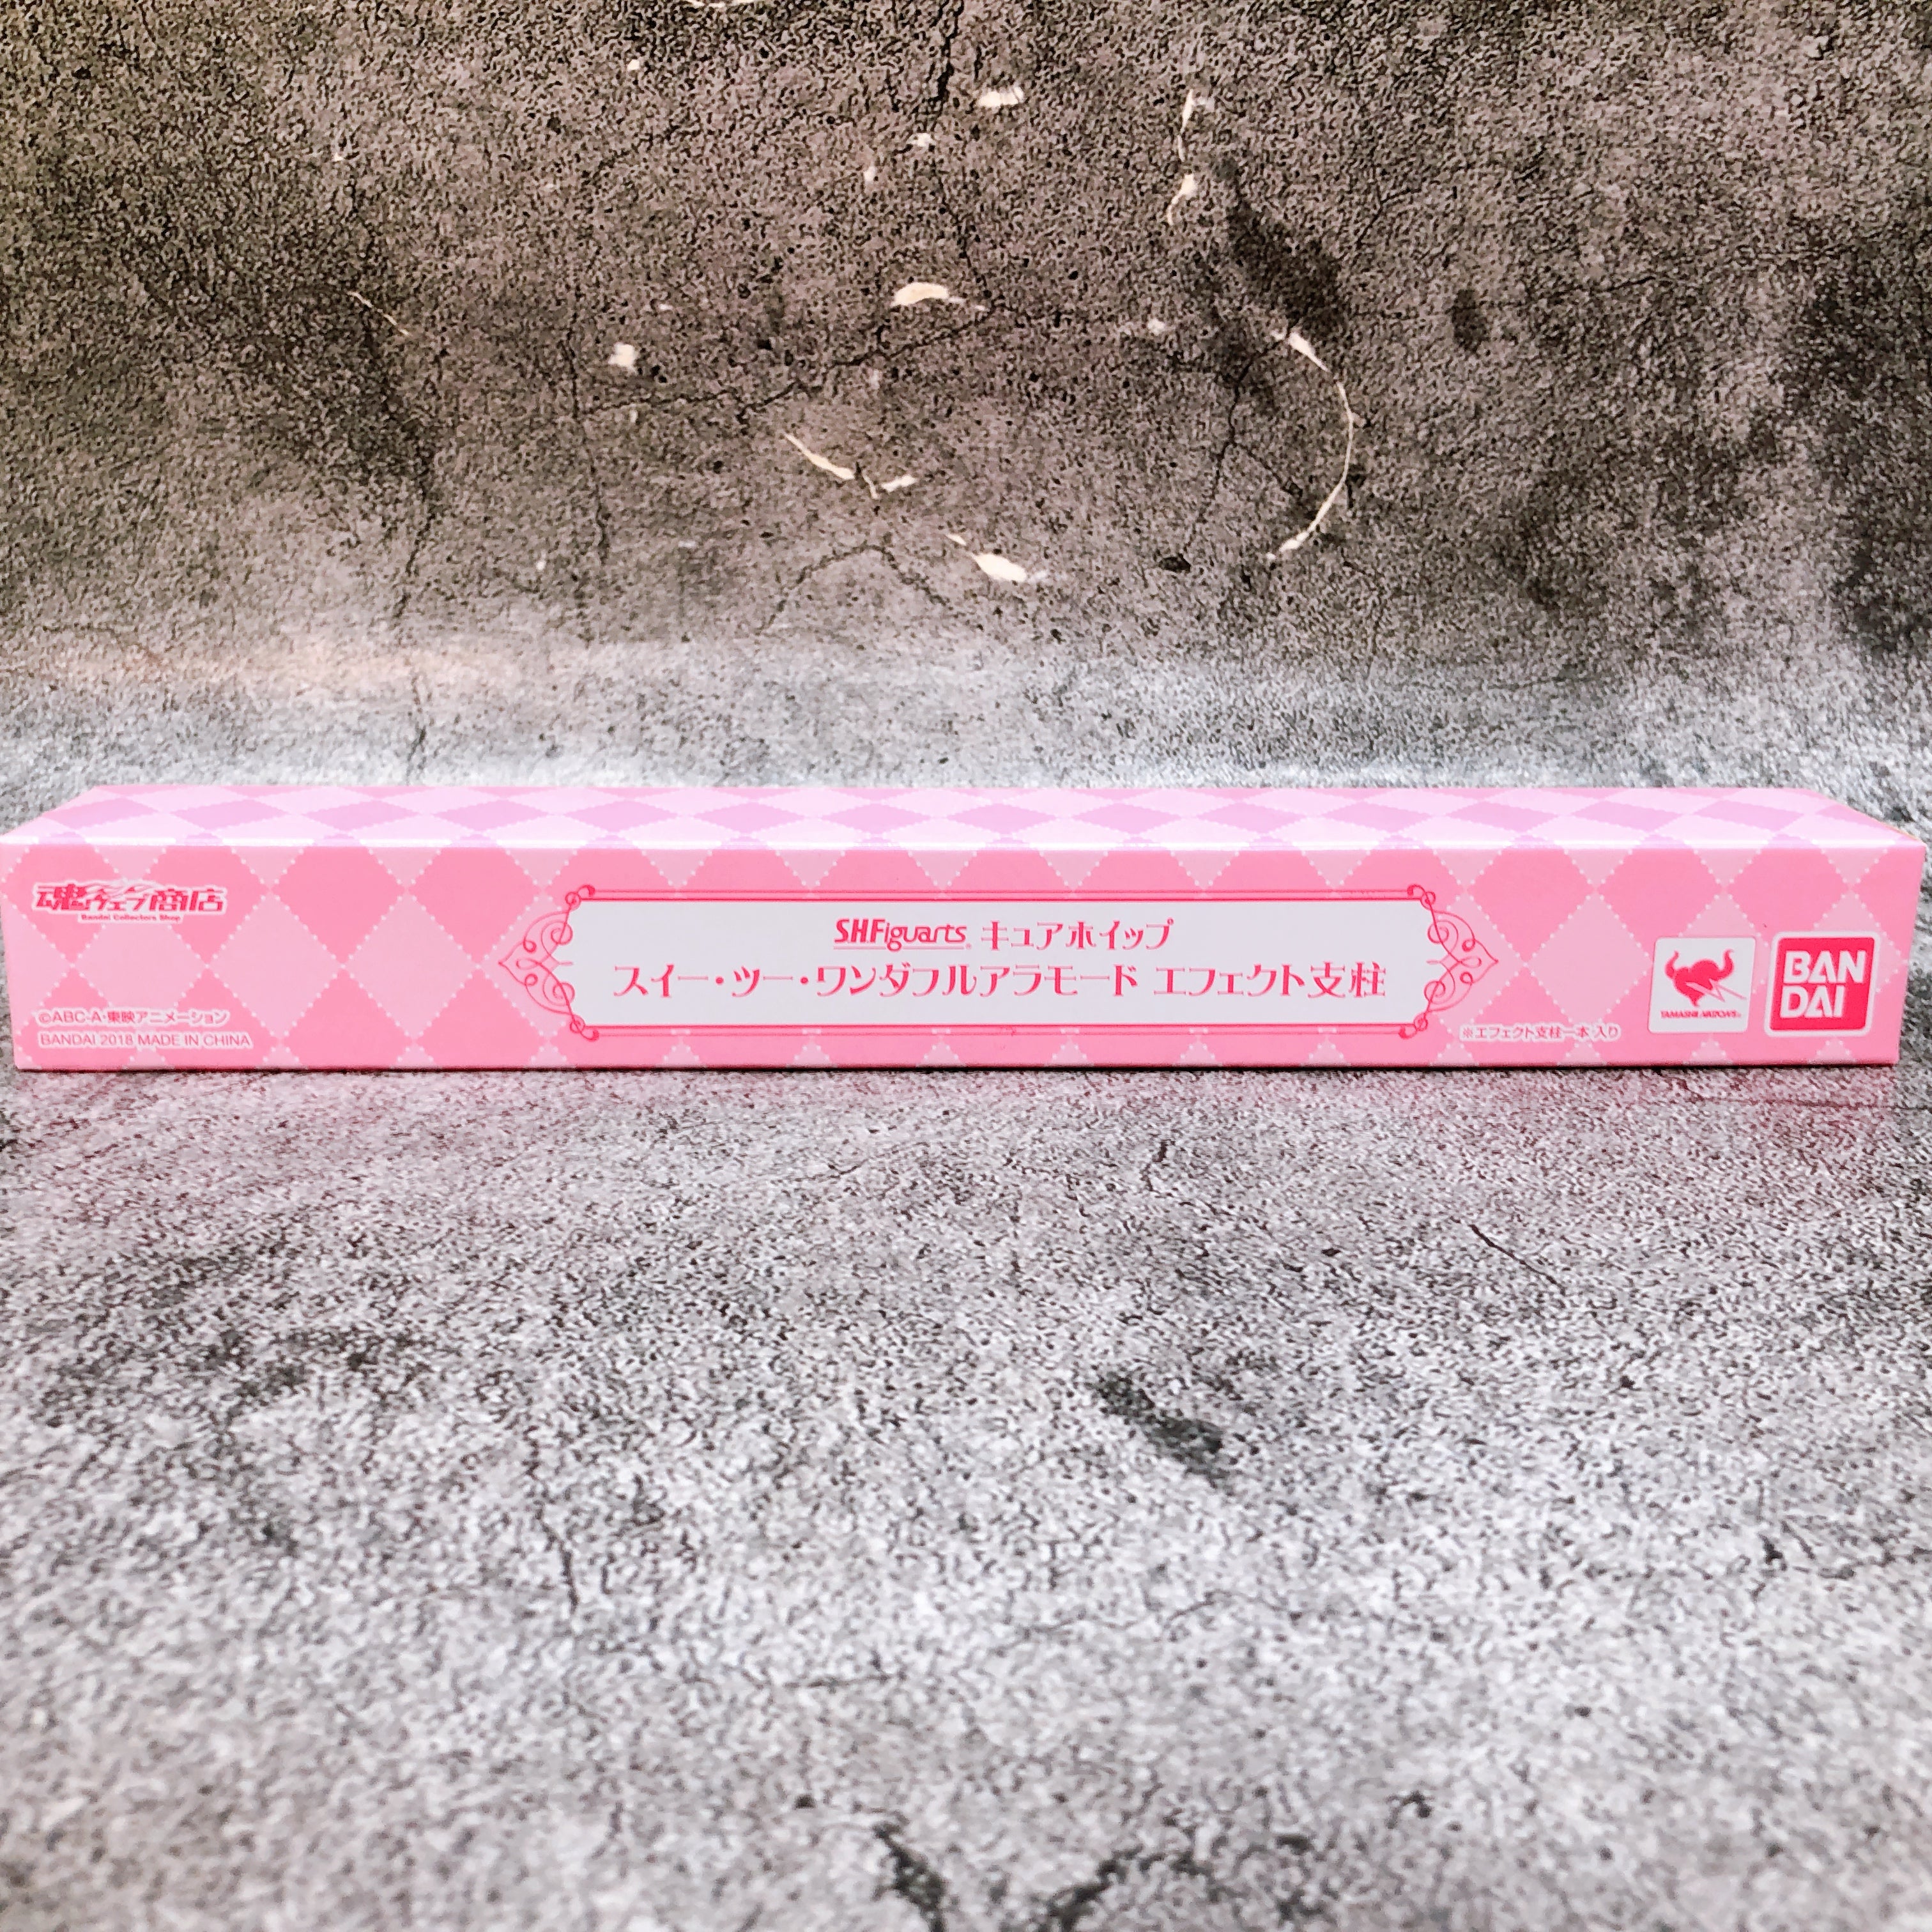 魂ウェブ商店
Bandai Collectors Shop
S.H.Figuarts キュアホイップ
スイー・ツー・ワンダフルアラモード エフェクト支柱
©ABC-A・東映アニメーション
BANDAI 2018 MADE IN CHINA
※エフェクト支柱一本入り
TAMASHII NATIONS
BAN
DAI